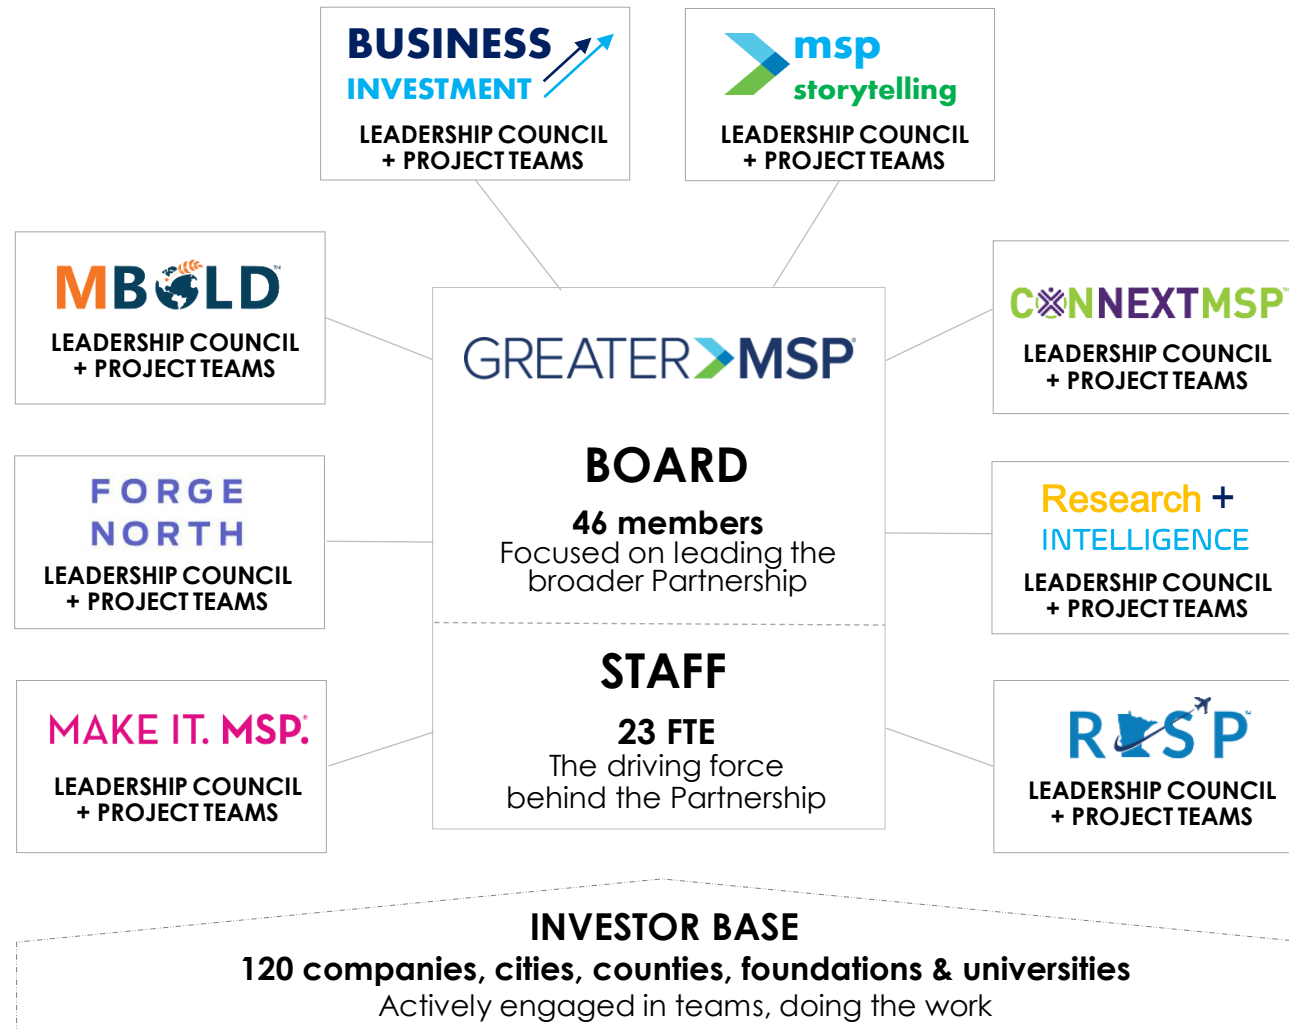 BUSINESS
INVESTMENT
LEADERSHIP COUNCIL
+ PROJECT TEAMS
msp
storytelling
LEADERSHIP COUNCIL
+ PROJECT TEAMS
MBOLD™
LEADERSHIP COUNCIL
+ PROJECT TEAMS
CONNEXTMSP™
LEADERSHIP COUNCIL
+ PROJECT TEAMS
GREATER MSP®
BOARD
46 members
Focused on leading the
broader Partnership
FORGE
NORTH
LEADERSHIP COUNCIL
+ PROJECT TEAMS
Research +
INTELLIGENCE
LEADERSHIP COUNCIL
+ PROJECT TEAMS
STAFF
23 FTE
The driving force
behind the Partnership
MAKE IT. MSP.®
LEADERSHIP COUNCIL
+ PROJECT TEAMS
RASP™
LEADERSHIP COUNCIL
+ PROJECT TEAMS
INVESTOR BASE
120 companies, cities, counties, foundations & universities
Actively engaged in teams, doing the work